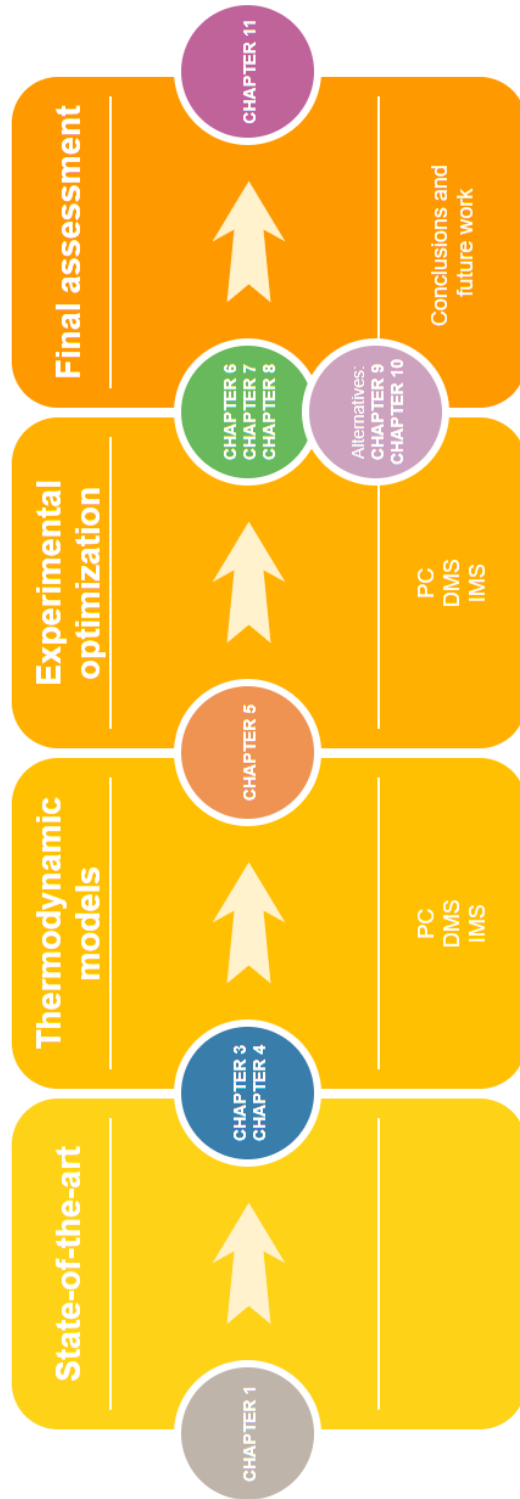 State-of-the-art
CHAPTER 1
Thermodynamic
models
CHAPTER 3
CHAPTER 4
PC
DMS
IMS
Experimental
optimization
CHAPTER 5
PC
DMS
IMS
Final assessment
CHAPTER 6
CHAPTER 7
CHAPTER 8
Alternatives:
CHAPTER 9
CHAPTER 10
CHAPTER 11
Conclusions and
future work